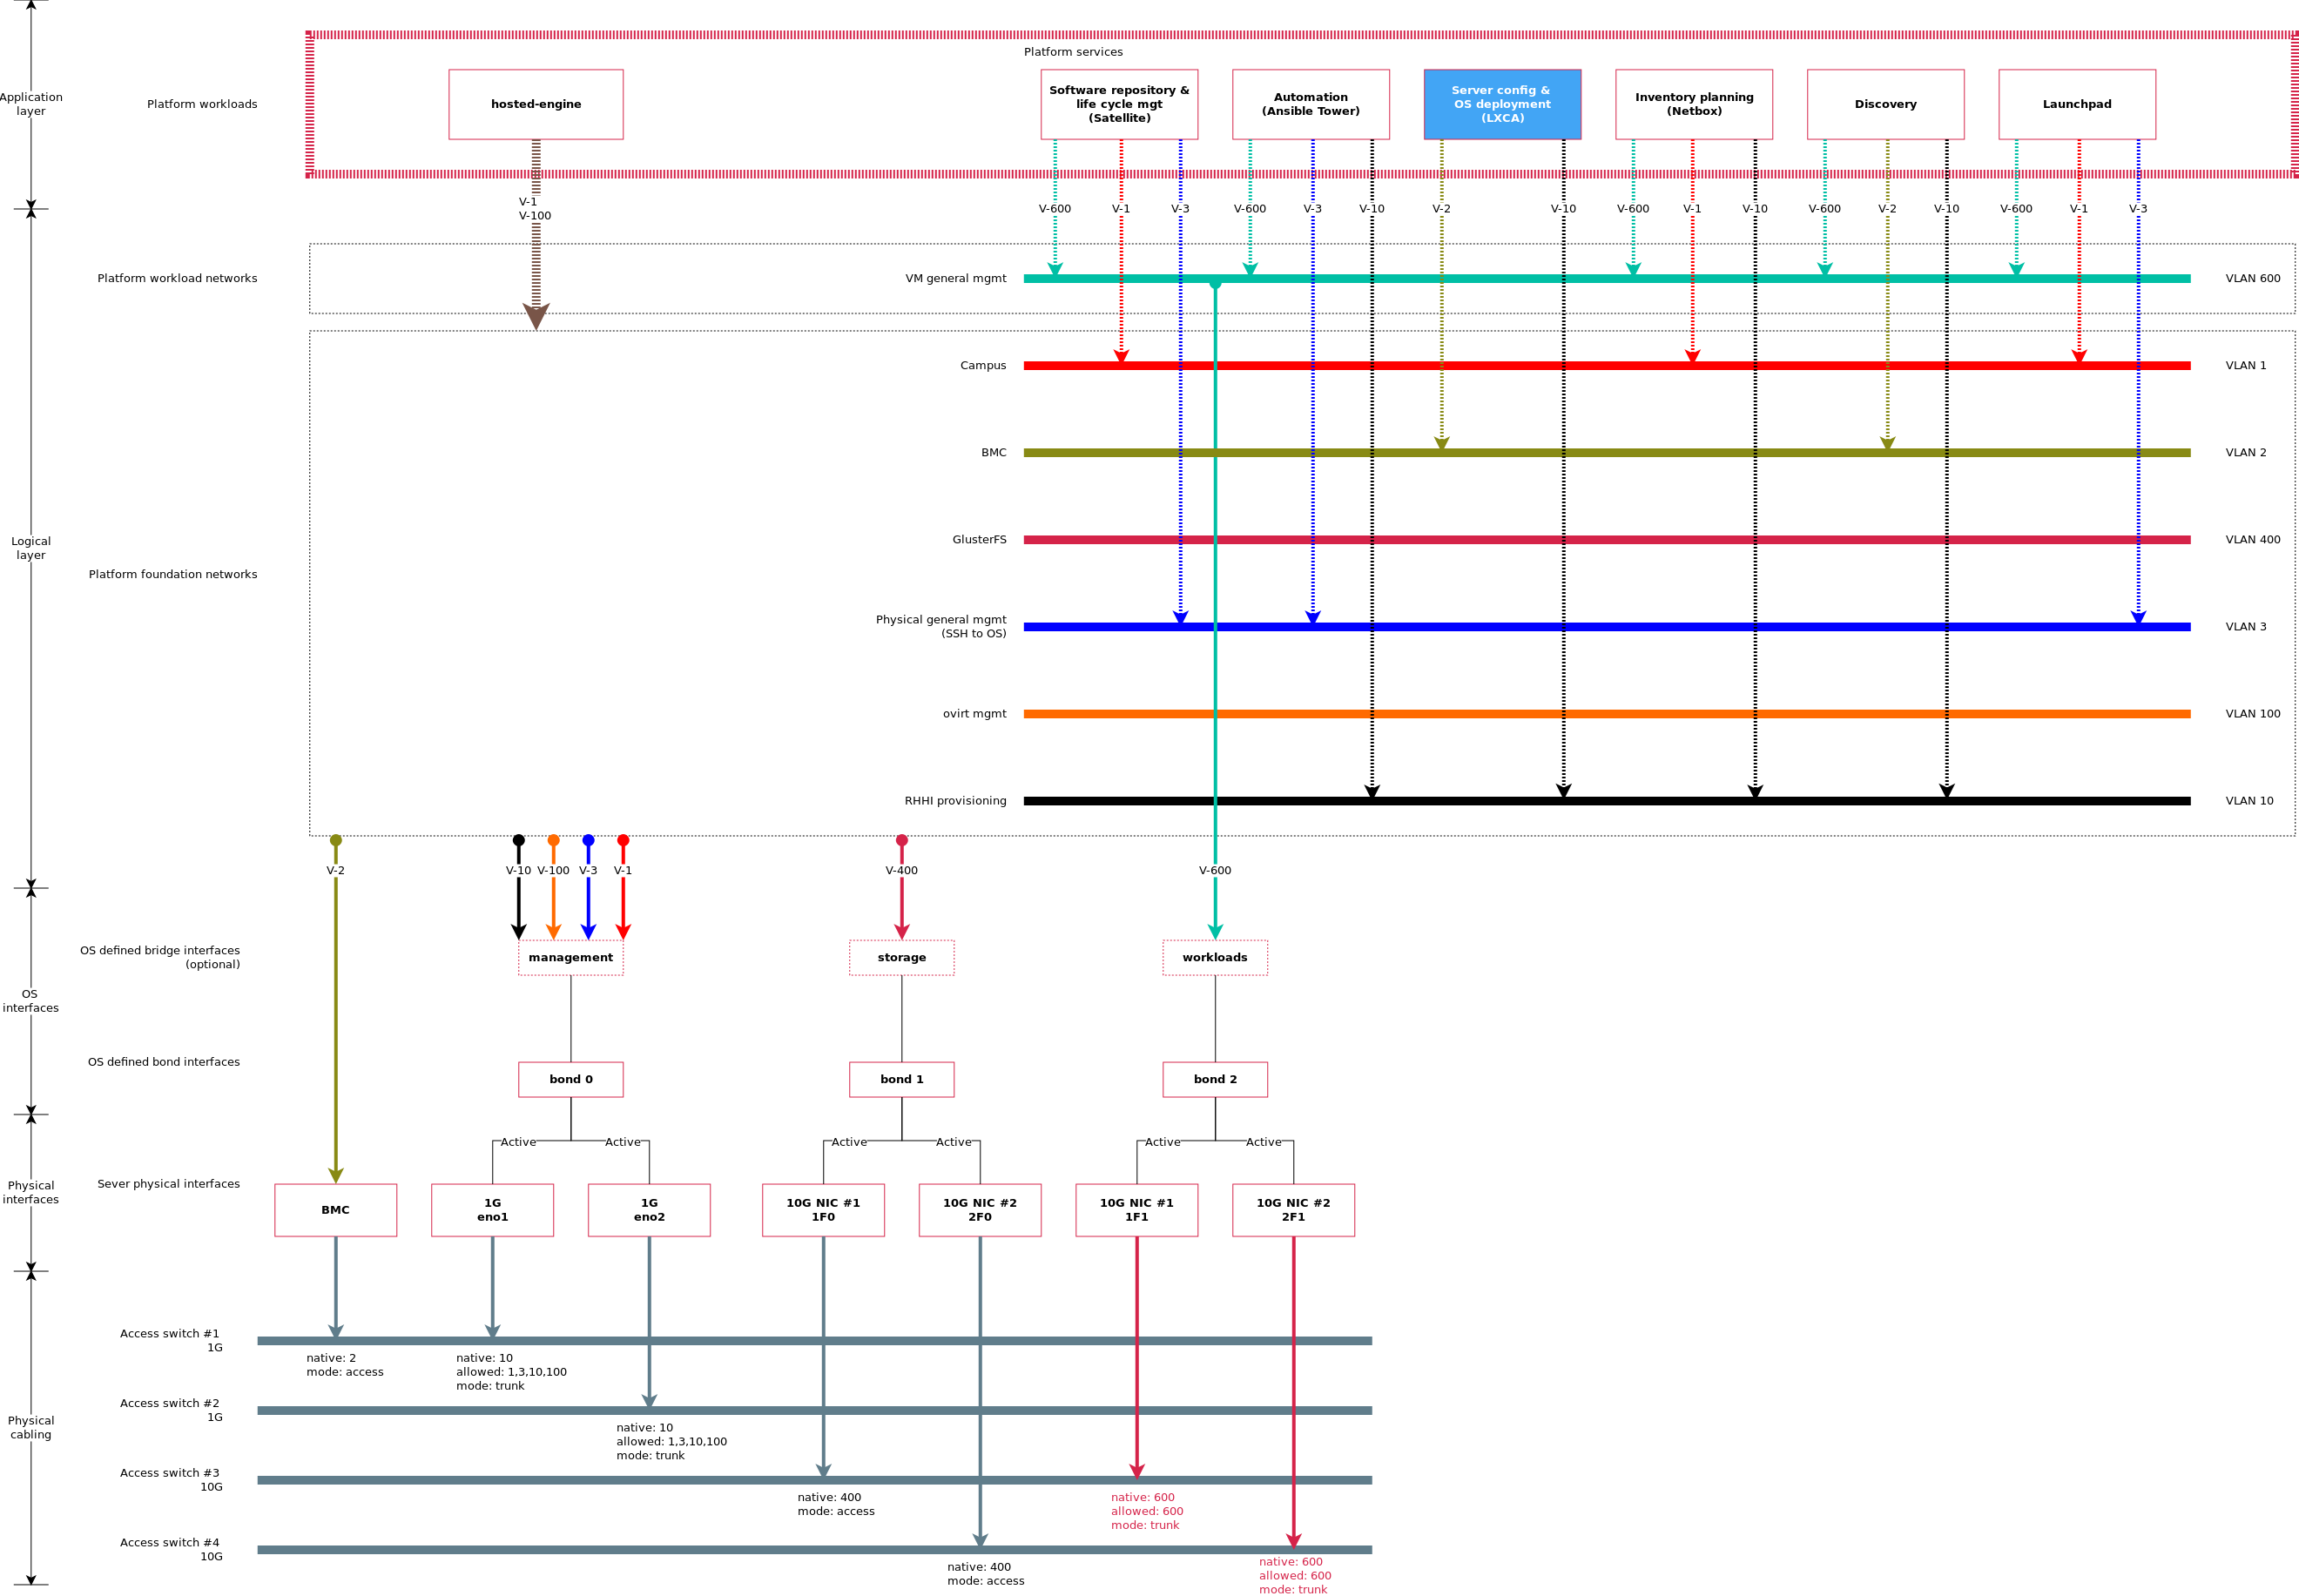 Platform services
Application
layer
Platform workloads
hosted-engine
Software repository &
life cycle mgt
(Satellite)
Automation
(Ansible Tower)
Server config &
OS deployment
(LXCA)
Inventory planning
(Netbox)
Discovery
Launchpad
V-1
V-100
V-600
V-1
V-3
V-600
V-3
V-10
V-2
V-10
V-600
V-1
V-10
V-600
V-2
V-10
V-600
V-1
V-3
Platform workload networks
VM general mgmt
VLAN 600
Campus
VLAN 1
BMC
VLAN 2
Logical
layer
GlusterFS
VLAN 400
Platform foundation networks
Physical general mgmt
(SSH to OS)
VLAN 3
ovirt mgmt
VLAN 100
RHHI provisioning
VLAN 10
V-2
V-10
V-100
V-3
V-1
V-400
V-600
OS defined bridge interfaces
(optional)
management
storage
workloads
OS
interfaces
OS defined bond interfaces
bond 0
bond 1
bond 2
Active
Active
Active
Active
Active
Active
Physical
interfaces
Sever physical interfaces
BMC
1G
eno1
1G
eno2
10G NIC #1
1F0
10G NIC #2
2F0
10G NIC #1
1F1
10G NIC #2
2F1
Access switch #1
1G
native: 2
mode: access
native: 10
allowed: 1,3,10,100
mode: trunk
Access switch #2
1G
Physical
cabling
native: 10
allowed: 1,3,10,100
mode: trunk
Access switch #3
10G
native: 400
mode: access
native: 600
allowed: 600
mode: trunk
Access switch #4
10G
native: 400
mode: access
native: 600
allowed: 600
mode: trunk